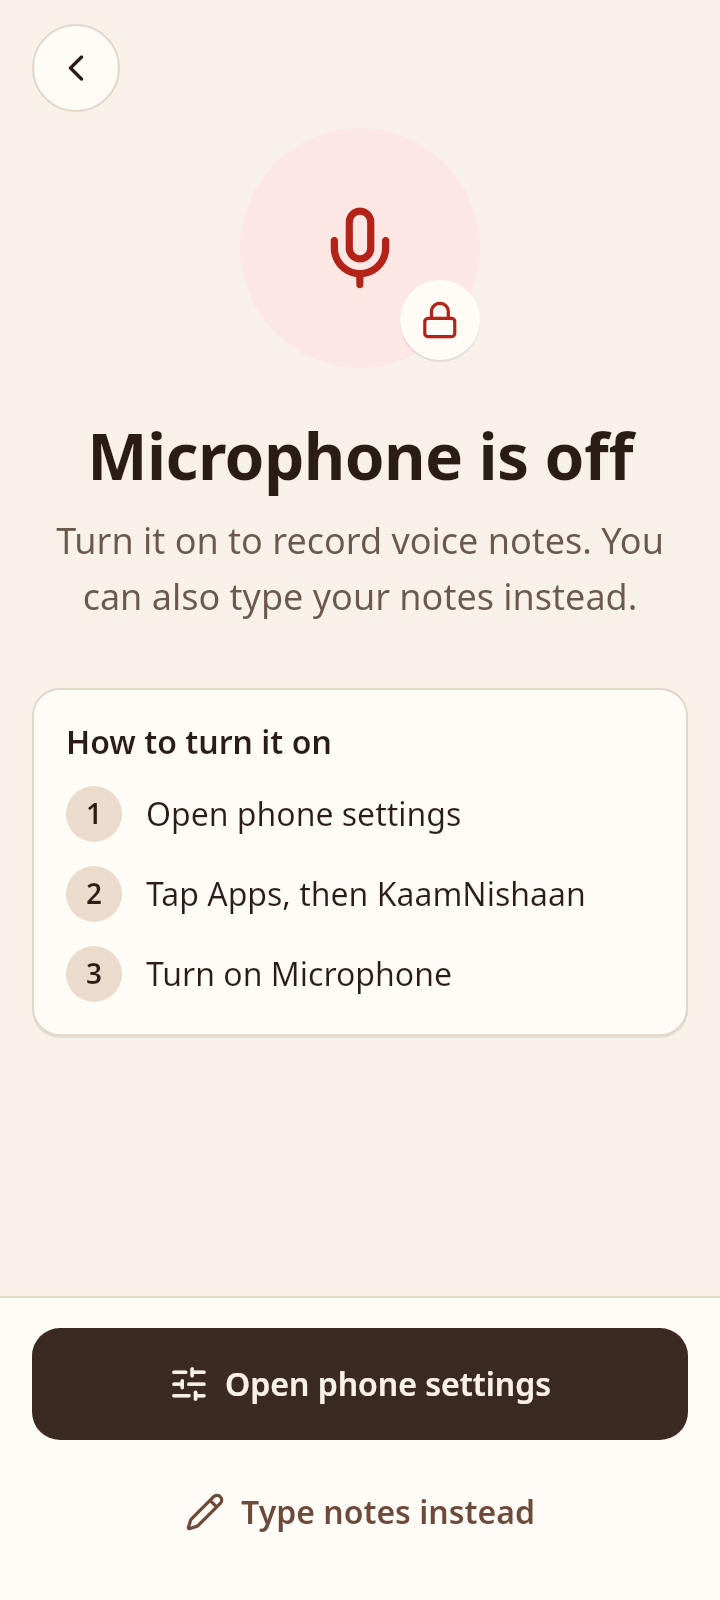 Microphone is off
Turn it on to record voice notes. You
can also type your notes instead.
How to turn it on
1 Open phone settings
2 Tap Apps, then KaamNishaan
3 Turn on Microphone
Open phone settings
Type notes instead